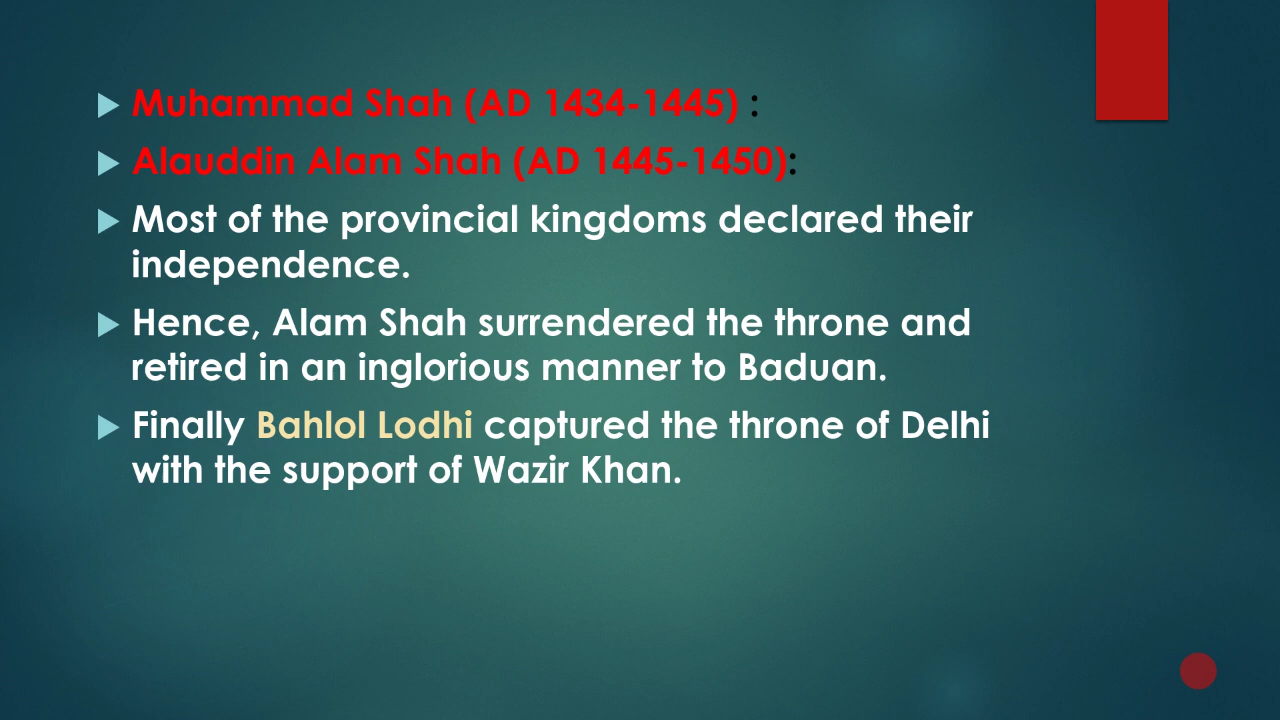 Muhammad Shah (AD 1434-1445) :
Alauddin Alam Shah (AD 1445-1450):
Most of the provincial kingdoms declared their
independence.
Hence, Alam Shah surrendered the throne and
retired in an inglorious manner to Baduan.
Finally Bahlol Lodhi captured the throne of Delhi
with the support of Wazir Khan.